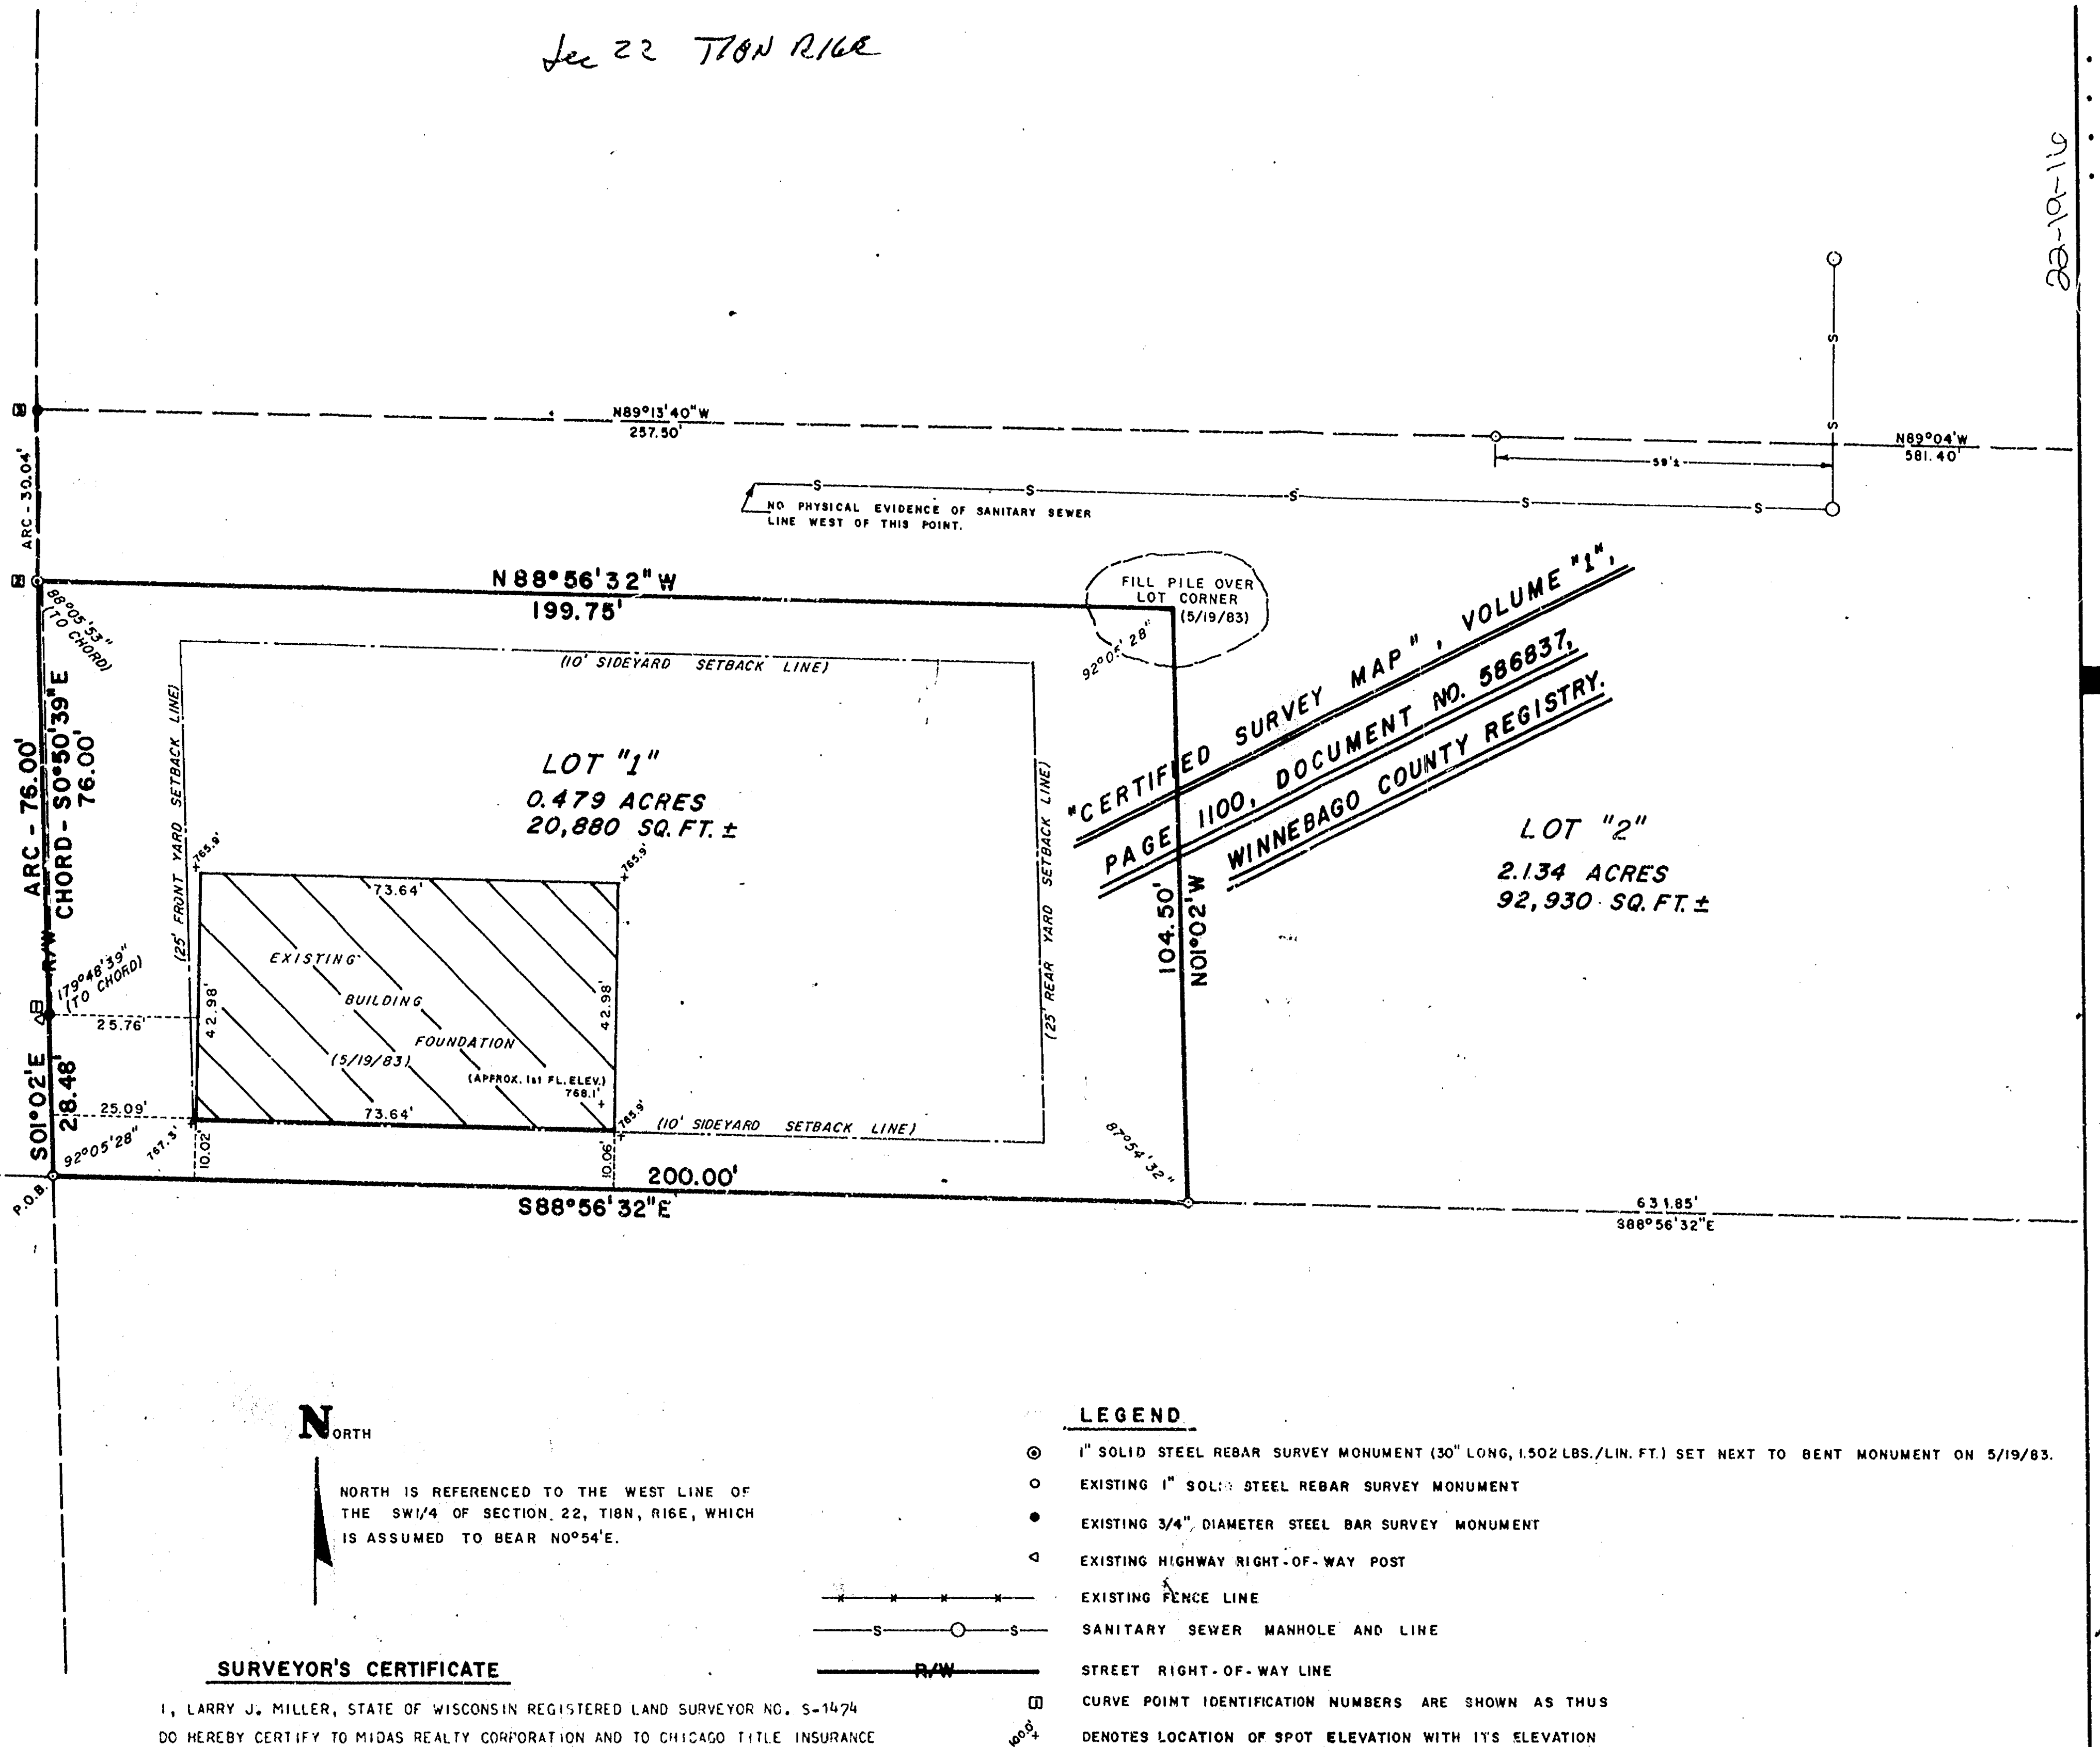 Sec 22 T18N R16E
22-18-16
N89°13'40"W
257.50'
N89°04'W
581.40'
59'±
ARC - 30.04'
S
S
S
S
S
S
S
NO PHYSICAL EVIDENCE OF SANITARY SEWER
LINE WEST OF THIS POINT.
N88°56'32"W
199.75'
FILL PILE OVER
LOT CORNER
(5/19/83)
92°05'28"
88°05'53"
(TO CHORD)
(10' SIDEYARD SETBACK LINE)
(25' FRONT YARD SETBACK LINE)
ARC - 76.00'
CHORD - S0°50'39"E
76.00'
R/W
LOT "1"
0.479 ACRES
20,880 SQ. FT. ±
(25' REAR YARD SETBACK LINE)
"CERTIFIED SURVEY MAP", VOLUME "1",
PAGE 1100, DOCUMENT NO. 586837,
WINNEBAGO COUNTY REGISTRY.
104.50'
N01°02'W
LOT "2"
2.134 ACRES
92,930 SQ. FT. ±
765.9'
765.9'
73.64'
EXISTING
BUILDING
FOUNDATION
(5/19/83)
(APPROX. 1st FL. ELEV.)
768.1'
42.98'
42.98'
73.64'
179°48'39"
(TO CHORD)
25.76'
S01°02'E
28.48'
25.09'
92°05'28"
767.3'
10.02'
10.06'
765.9'
(10' SIDEYARD SETBACK LINE)
87°54'32"
P.O.B.
200.00'
S88°56'32"E
631.85'
S88°56'32"E
NORTH
NORTH IS REFERENCED TO THE WEST LINE OF
THE SW1/4 OF SECTION 22, T18N, R16E, WHICH
IS ASSUMED TO BEAR N0°54'E.
LEGEND
1" SOLID STEEL REBAR SURVEY MONUMENT (30" LONG, 1.502 LBS./LIN. FT.) SET NEXT TO BENT MONUMENT ON 5/19/83.
EXISTING 1" SOLID STEEL REBAR SURVEY MONUMENT
EXISTING 3/4" DIAMETER STEEL BAR SURVEY MONUMENT
EXISTING HIGHWAY RIGHT-OF-WAY POST
EXISTING FENCE LINE
S S SANITARY SEWER MANHOLE AND LINE
R/W STREET RIGHT-OF-WAY LINE
1 CURVE POINT IDENTIFICATION NUMBERS ARE SHOWN AS THUS
100.0' DENOTES LOCATION OF SPOT ELEVATION WITH ITS ELEVATION
SURVEYOR'S CERTIFICATE
I, LARRY J. MILLER, STATE OF WISCONSIN REGISTERED LAND SURVEYOR NO. S-1474
DO HEREBY CERTIFY TO MIDAS REALTY CORPORATION AND TO CHICAGO TITLE INSURANCE